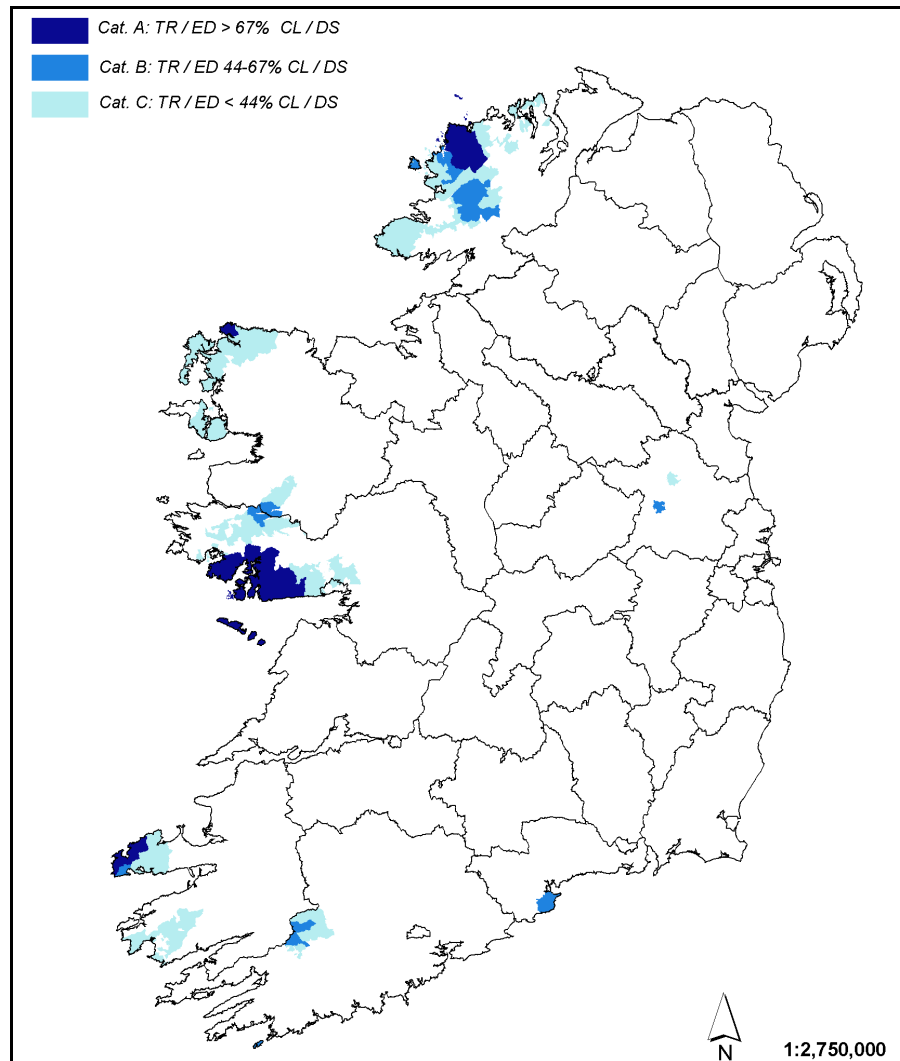 Cat. A: TR / ED > 67% CL / DS
Cat. B: TR / ED 44-67% CL / DS
Cat. C: TR / ED < 44% CL / DS
N
1:2,750,000